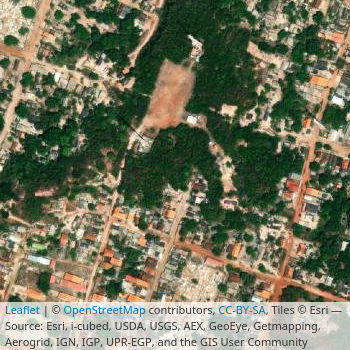 Leaflet | © OpenStreetMap contributors, CC-BY-SA, Tiles © Esri —
Source: Esri, i-cubed, USDA, USGS, AEX, GeoEye, Getmapping,
Aerogrid, IGN, IGP, UPR-EGP, and the GIS User Community